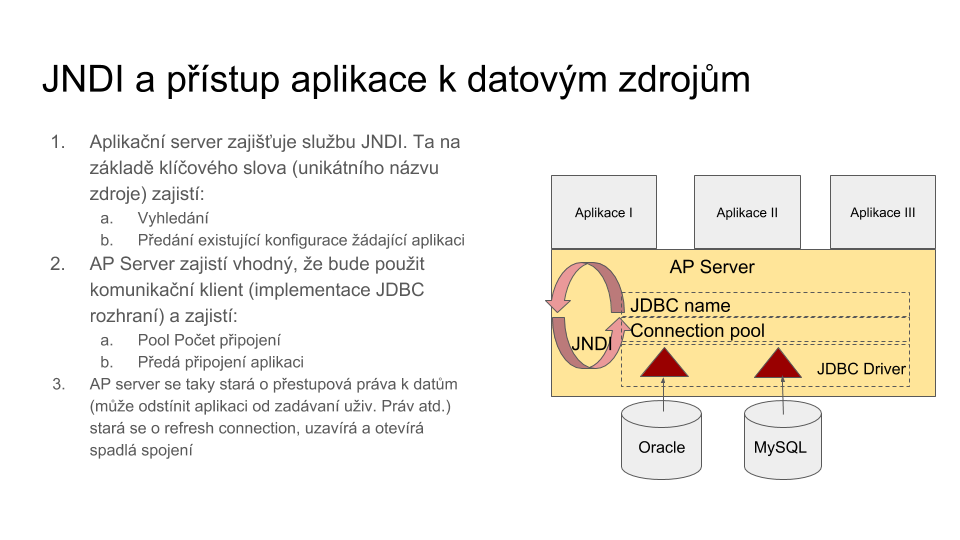 JNDI a přístup aplikace k datovým zdrojům
1. Aplikační server zajišťuje službu JNDI. Ta na
základě klíčového slova (unikátního názvu
zdroje) zajistí:
a. Vyhledání
b. Předání existující konfigurace žádající aplikaci
2. AP Server zajistí vhodný, že bude použit
komunikační klient (implementace JDBC
rozhraní) a zajistí:
a. Pool Počet připojení
b. Předá připojení aplikaci
3. AP server se taky stará o přestupová práva k datům
(může odstínit aplikaci od zadávaní uživ. Práv atd.)
stará se o refresh connection, uzavírá a otevírá
spadlá spojení
Aplikace I
Aplikace II
Aplikace III
AP Server
JDBC name
Connection pool
JNDI
JDBC Driver
Oracle
MySQL